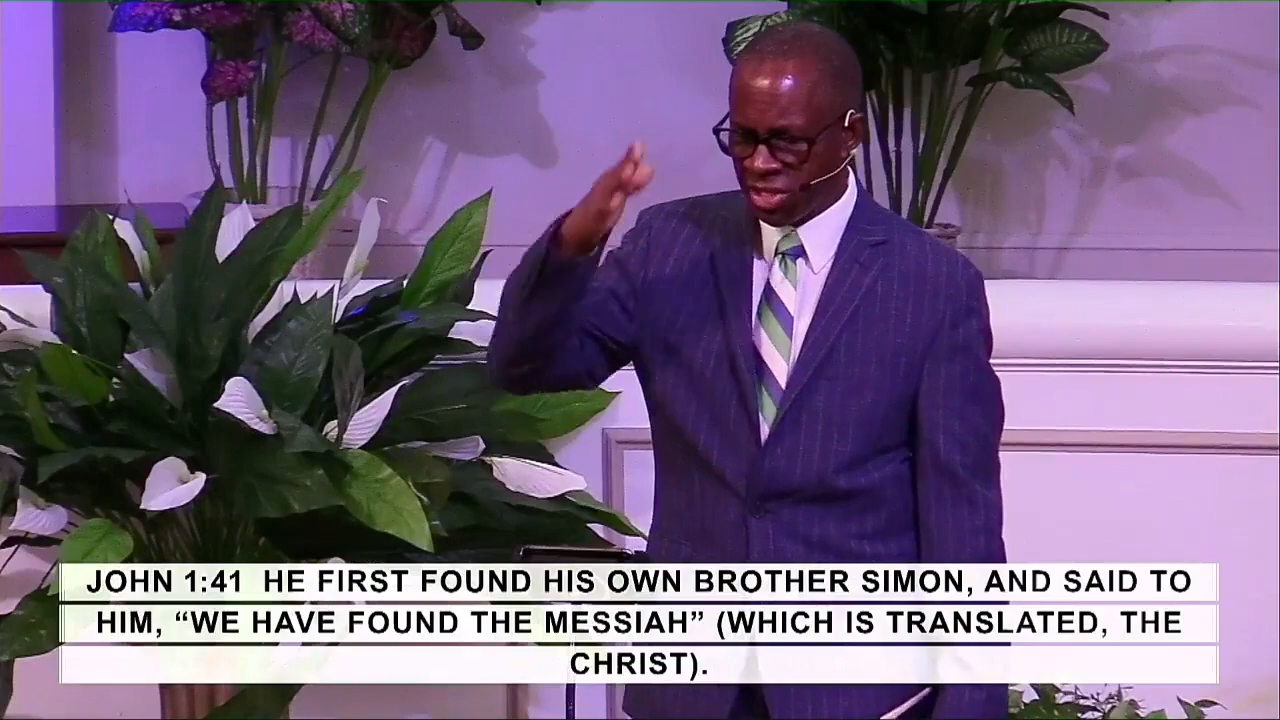 JOHN 1:41  HE FIRST FOUND HIS OWN BROTHER SIMON, AND SAID TO
HIM, “WE HAVE FOUND THE MESSIAH” (WHICH IS TRANSLATED, THE
CHRIST).